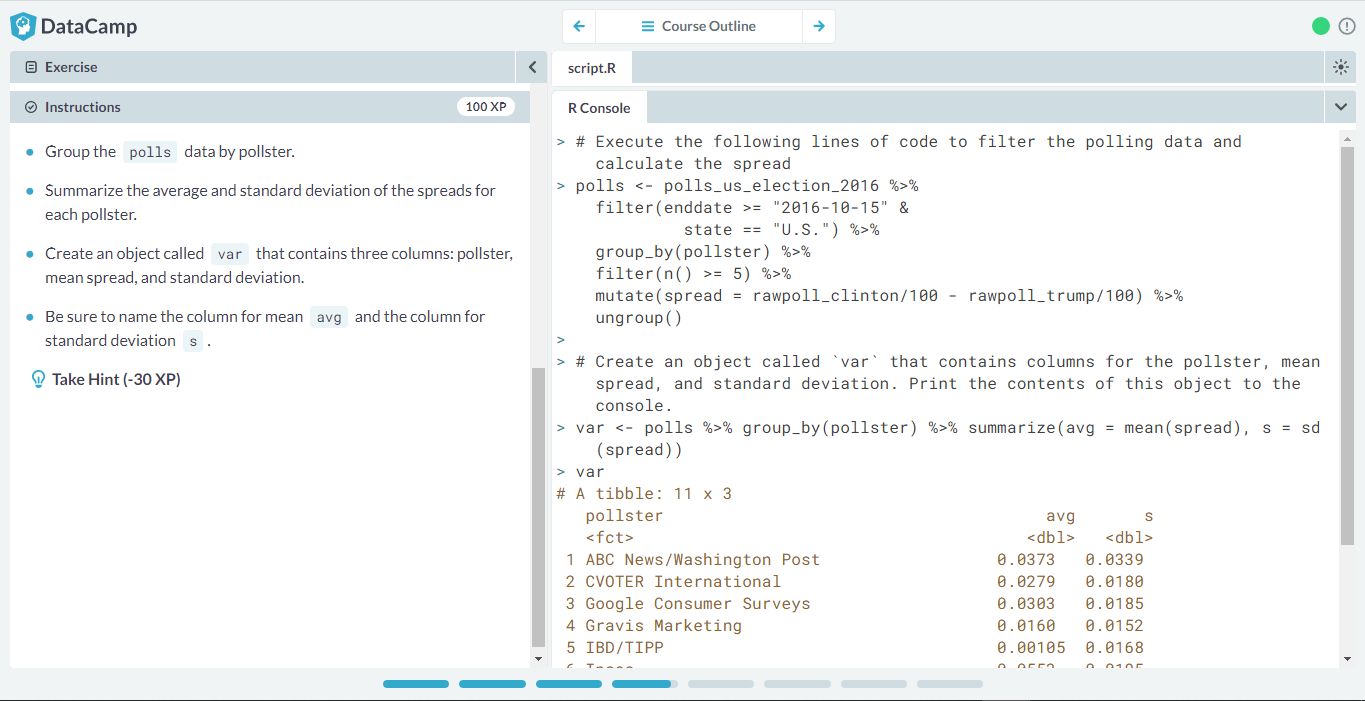 DataCamp
Course Outline
Exercise
Instructions
100 XP
Group the polls data by pollster.
Summarize the average and standard deviation of the spreads for
each pollster.
Create an object called var that contains three columns: pollster,
mean spread, and standard deviation.
Be sure to name the column for mean avg and the column for
standard deviation s .
Take Hint (-30 XP)
script.R
R Console
> # Execute the following lines of code to filter the polling data and
calculate the spread
> polls <- polls_us_election_2016 %>%
filter(enddate >= "2016-10-15" &
state == "U.S.") %>%
group_by(pollster) %>%
filter(n() >= 5) %>%
mutate(spread = rawpoll_clinton/100 - rawpoll_trump/100) %>%
ungroup()
>
> # Create an object called `var` that contains columns for the pollster, mean
spread, and standard deviation. Print the contents of this object to the
console.
> var <- polls %>% group_by(pollster) %>% summarize(avg = mean(spread), s = sd
(spread))
> var
# A tibble: 11 x 3
pollster avg s
<fct> <dbl> <dbl>
1 ABC News/Washington Post 0.0373 0.0339
2 CVOTER International 0.0279 0.0180
3 Google Consumer Surveys 0.0303 0.0185
4 Gravis Marketing 0.0160 0.0152
5 IBD/TIPP 0.00105 0.0168